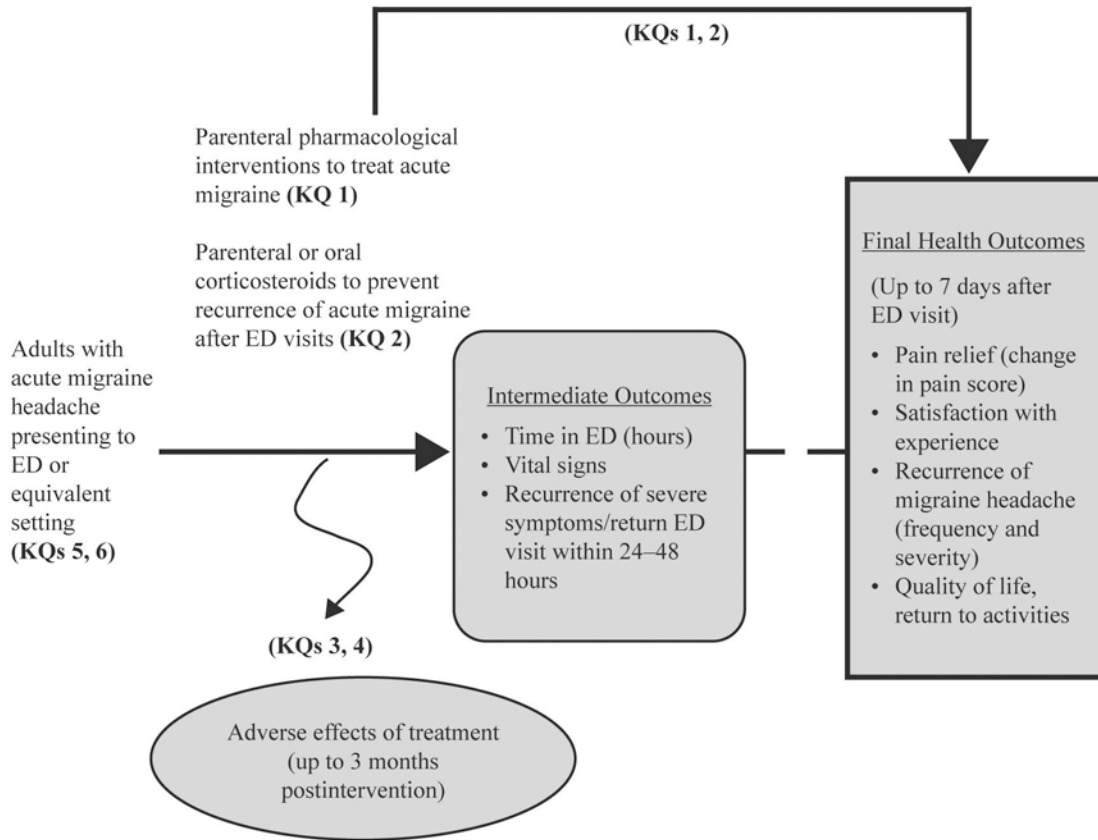 (KQs 1, 2)
Parenteral pharmacological
interventions to treat acute
migraine (KQ 1)
Parenteral or oral
corticosteroids to prevent
recurrence of acute migraine
after ED visits (KQ 2)
Adults with
acute migraine
headache
presenting to
ED or
equivalent
setting
(KQs 5, 6)
Intermediate Outcomes
• Time in ED (hours)
• Vital signs
• Recurrence of severe
symptoms/return ED
visit within 24–48
hours
Final Health Outcomes
(Up to 7 days after
ED visit)
• Pain relief (change
in pain score)
• Satisfaction with
experience
• Recurrence of
migraine headache
(frequency and
severity)
• Quality of life,
return to activities
(KQs 3, 4)
Adverse effects of treatment
(up to 3 months
postintervention)